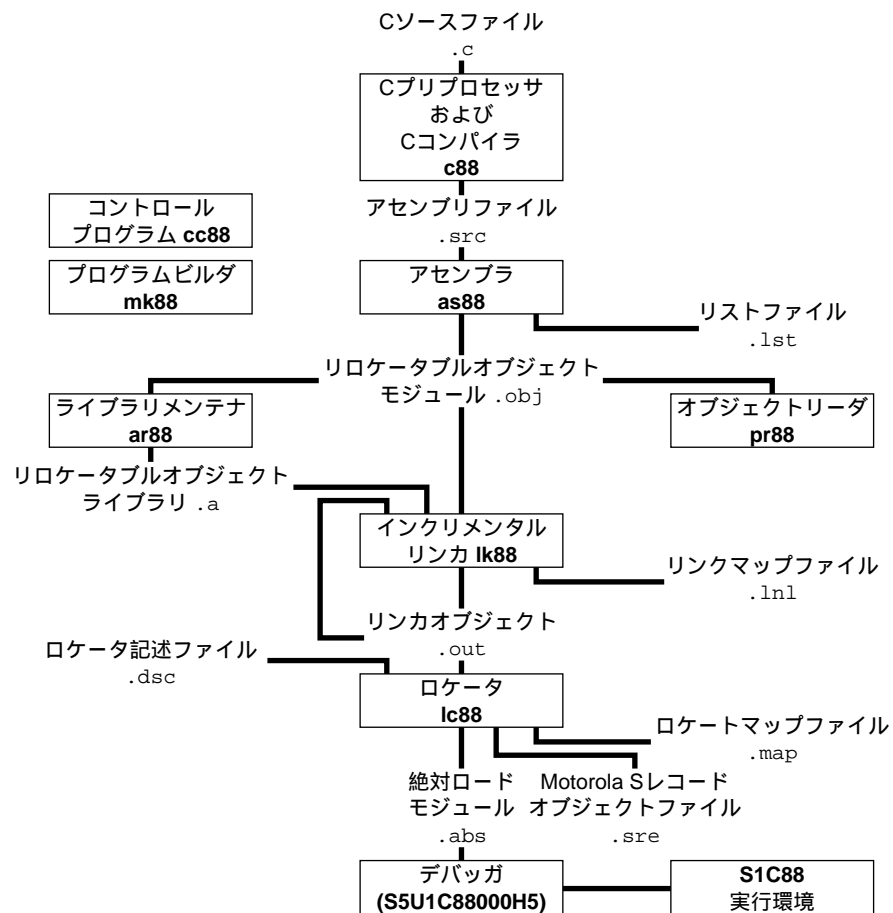 Cソースファイル
.c
Cプリプロセッサ
および
Cコンパイラ
c88
アセンブリファイル
.src
コントロール
プログラム cc88
プログラムビルダ
mk88
アセンブラ
as88
リストファイル
.lst
リロケータブルオブジェクト
モジュール .obj
ライブラリメンテナ
ar88
オブジェクトリーダ
pr88
リロケータブルオブジェクト
ライブラリ .a
インクリメンタル
リンカ lk88
リンクマップファイル
.lnl
リンカオブジェクト
.out
ロケータ記述ファイル
.dsc
ロケータ
lc88
ロケートマップファイル
.map
絶対ロード
モジュール
.abs
Motorola Sレコード
オブジェクトファイル
.sre
デバッガ
(S5U1C88000H5)
S1C88
実行環境